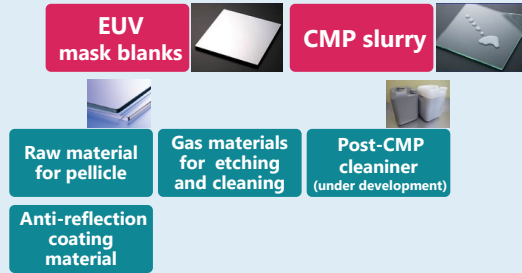 EUV
mask blanks
CMP slurry
Raw material
for pellicle
Gas materials
for etching
and cleaning
Post-CMP
cleaniner
(under development)
Anti-reflection
coating
material